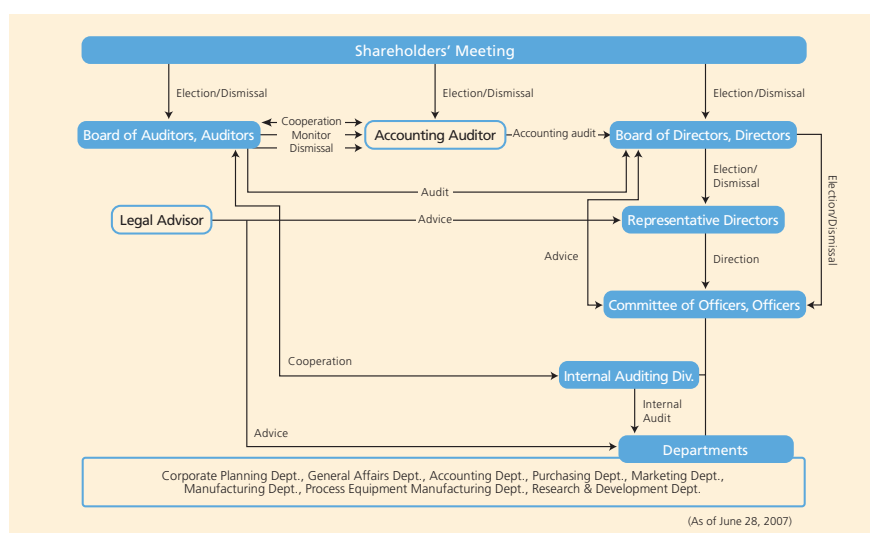 Shareholders' Meeting
Election/Dismissal
Election/Dismissal
Election/Dismissal
Board of Auditors, Auditors
Cooperation
Monitor
Dismissal
Accounting Auditor
Accounting audit
Board of Directors, Directors
Election/
Dismissal
Election/Dismissal
Audit
Legal Advisor
Advice
Representative Directors
Advice
Direction
Committee of Officers, Officers
Cooperation
Internal Auditing Div.
Internal
Audit
Advice
Departments
Corporate Planning Dept., General Affairs Dept., Accounting Dept., Purchasing Dept., Marketing Dept.,
Manufacturing Dept., Process Equipment Manufacturing Dept., Research & Development Dept.
(As of June 28, 2007)